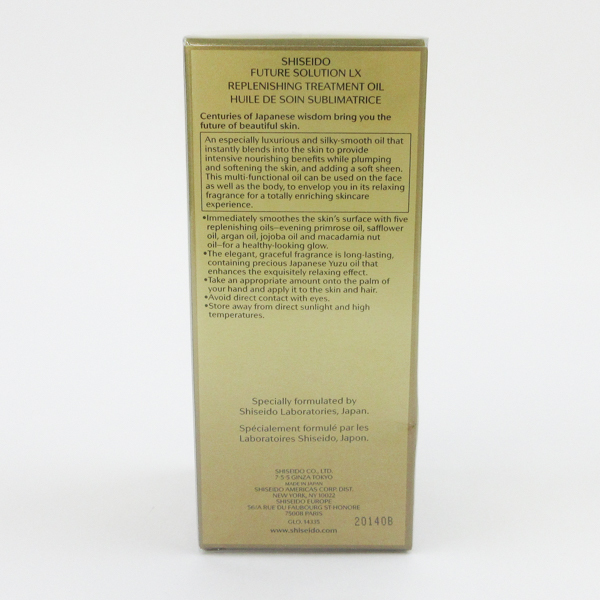 SHISEIDO
FUTURE SOLUTION LX
REPLENISHING TREATMENT OIL
HUILE DE SOIN SUBLIMATRICE
Centuries of Japanese wisdom bring you the
future of beautiful skin.
An especially luxurious and silky-smooth oil that
instantly blends into the skin to provide
intensive nourishing benefits while plumping
and softening the skin, and adding a soft sheen.
This multi-functional oil can be used on the face
as well as the body, to envelop you in its relaxing
fragrance for a totally enriching skincare
experience.
•Immediately smoothes the skin's surface with five
replenishing oils–evening primrose oil, safflower
oil, argan oil, jojoba oil and macadamia nut
oil–for a healthy-looking glow.
•The elegant, graceful fragrance is long-lasting,
containing precious Japanese Yuzu oil that
enhances the exquisitely relaxing effect.
•Take an appropriate amount onto the palm of
your hand and apply it to the skin and hair.
•Avoid direct contact with eyes.
•Store away from direct sunlight and high
temperatures.
Specially formulated by
Shiseido Laboratories, Japan.
Spécialement formulé par les
Laboratoires Shiseido, Japon.
SHISEIDO CO., LTD.
7-5-5 GINZA TOKYO
MADE IN JAPAN
SHISEIDO AMERICAS CORP. DIST.
NEW YORK, NY 10022
SHISEIDO EUROPE
56/A RUE DU FAUBOURG ST HONORE
75008 PARIS
GLO. 14335
20140B
www.shiseido.com